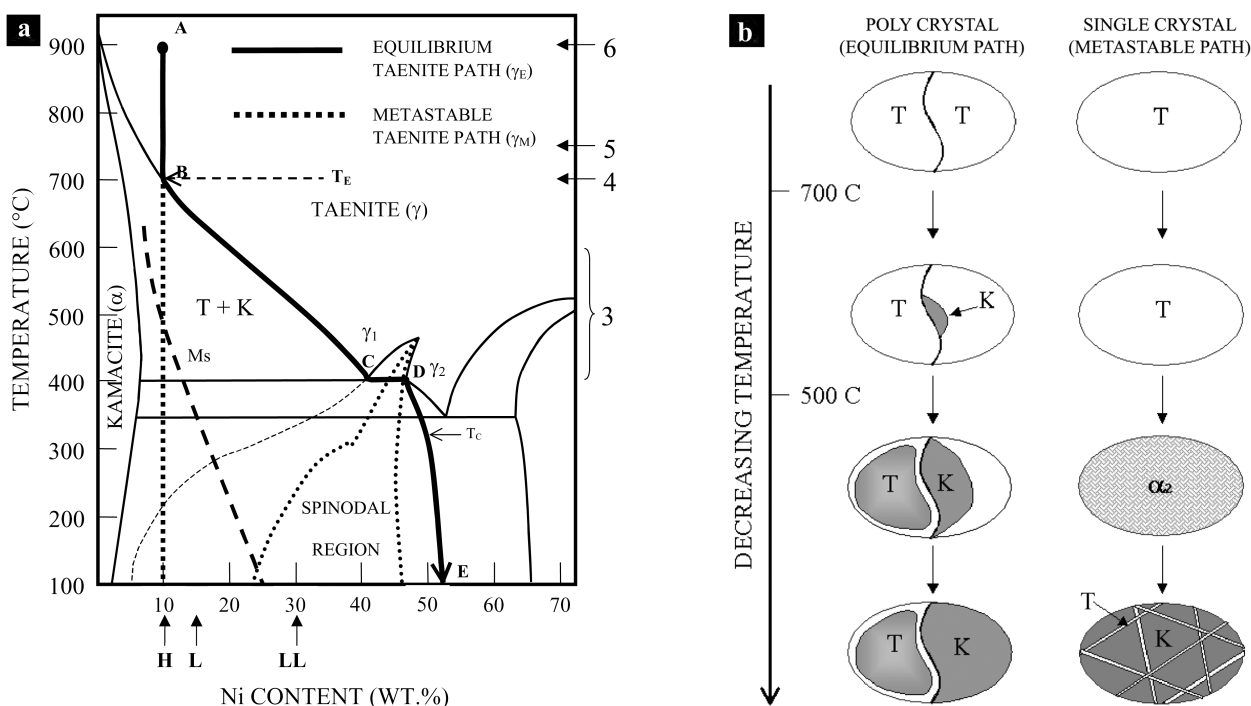 a
900
800
700
600
500
400
300
200
100
TEMPERATURE (°C)
A
EQUILIBRIUM
TAENITE PATH (γE)
METASTABLE
TAENITE PATH (γM)
6
5
4
3
B
TE
TAENITE (γ)
KAMACITE (α)
T + K
Ms
γ1
C
D
γ2
TC
SPINODAL
REGION
E
10 20 30 40 50 60 70
H L LL
Ni CONTENT (WT.%)
b
POLY CRYSTAL
(EQUILIBRIUM PATH)
SINGLE CRYSTAL
(METASTABLE PATH)
DECREASING TEMPERATURE
T T
T
700 C
T K
T
500 C
T K
α2
T K
T
K